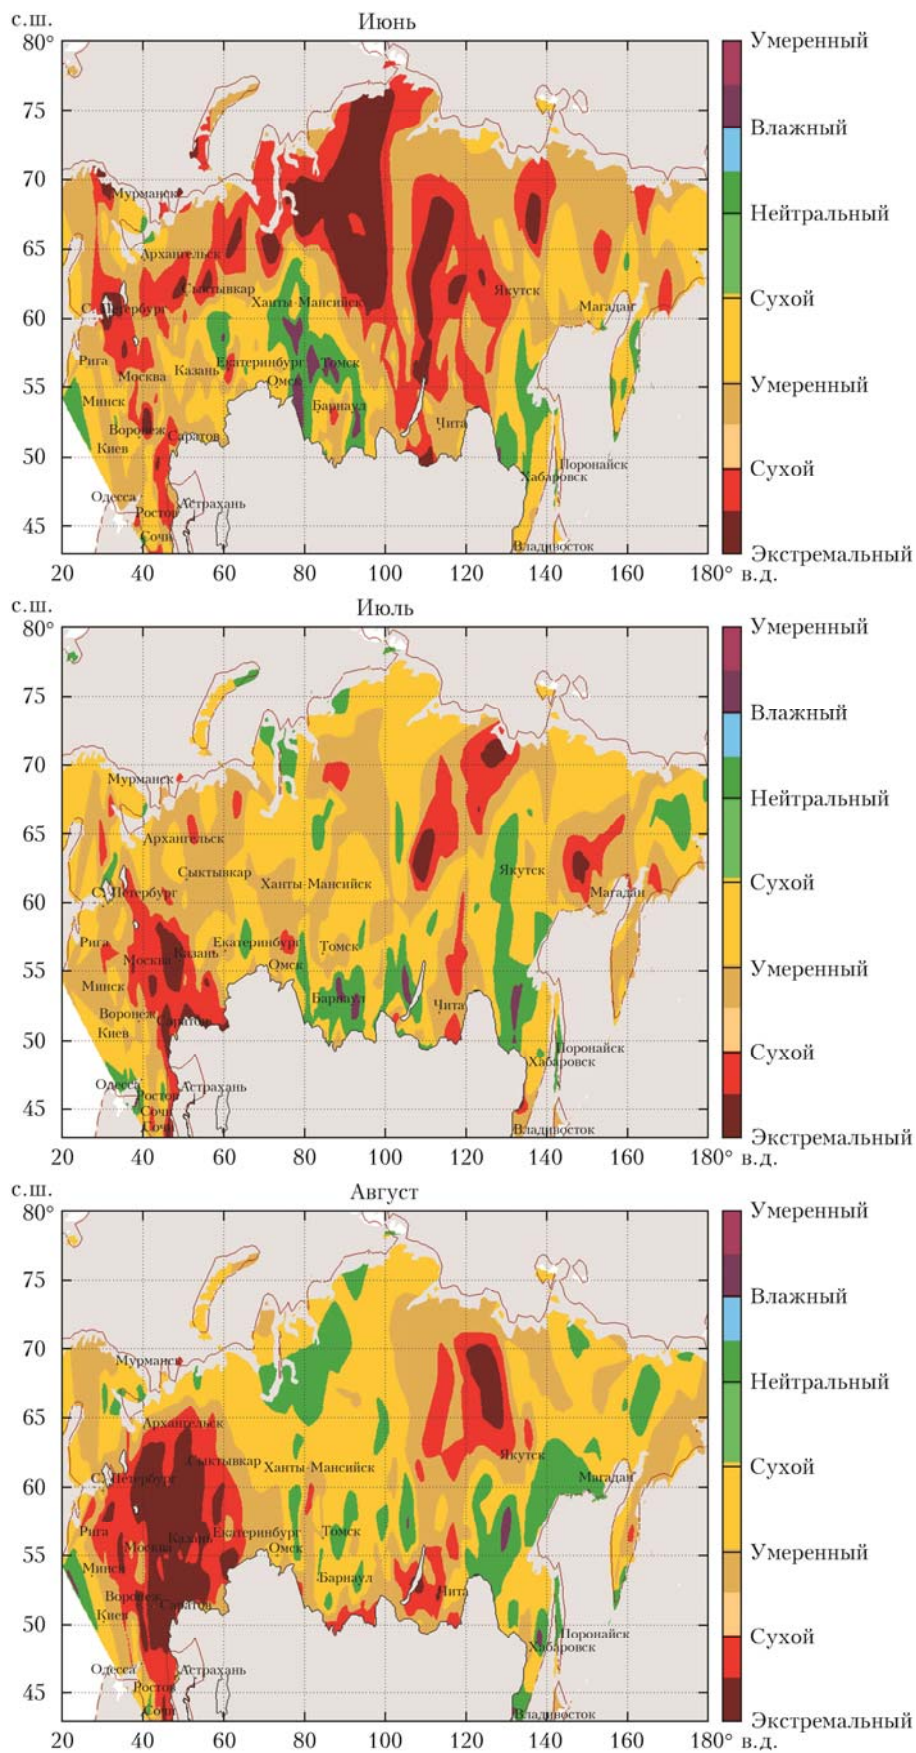 с.ш.
Июнь
80°
75
70
65
60
55
50
45
20 40 60 80 100 120 140 160 180° в.д.
Мурманск
Архангельск
Сыктывкар
Якутск
Ханты-Мансийск
Магадан
С. Петербург
Рига
Екатеринбург
Томск
Москва
Казань
Омск
Минск
Барнаул
Чита
Воронеж
Саратов
Киев
Поронайск
Хабаровск
Одесса
Астрахань
Ростов
Сочи
Владивосток
Умеренный
Влажный
Нейтральный
Сухой
Умеренный
Сухой
Экстремальный
с.ш.
Июль
80°
75
70
65
60
55
50
45
20 40 60 80 100 120 140 160 180° в.д.
Мурманск
Архангельск
Сыктывкар
Якутск
Ханты-Мансийск
Магадан
С. Петербург
Рига
Екатеринбург
Томск
Москва
Казань
Омск
Минск
Барнаул
Чита
Воронеж
Саратов
Киев
Поронайск
Хабаровск
Одесса
Астрахань
Ростов
Сочи
Сочи
Владивосток
Умеренный
Влажный
Нейтральный
Сухой
Умеренный
Сухой
Экстремальный
с.ш.
Август
80°
75
70
65
60
55
50
45
20 40 60 80 100 120 140 160 180° в.д.
Мурманск
Архангельск
Сыктывкар
Якутск
Ханты-Мансийск
Магадан
С. Петербург
Рига
Екатеринбург
Томск
Москва
Казань
Омск
Минск
Барнаул
Чита
Воронеж
Саратов
Киев
Поронайск
Хабаровск
Одесса
Астрахань
Ростов
Сочи
Владивосток
Умеренный
Влажный
Нейтральный
Сухой
Умеренный
Сухой
Экстремальный